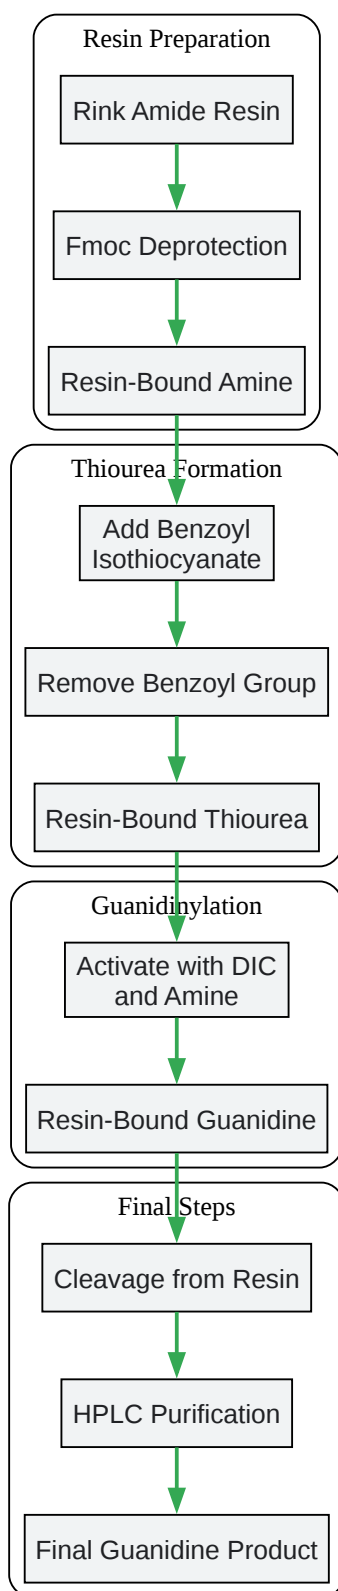 Resin Preparation
Rink Amide Resin
Fmoc Deprotection
Resin-Bound Amine
Thiourea Formation
Add Benzoyl
Isothiocyanate
Remove Benzoyl Group
Resin-Bound Thiourea
Guanidinylation
Activate with DIC
and Amine
Resin-Bound Guanidine
Final Steps
Cleavage from Resin
HPLC Purification
Final Guanidine Product